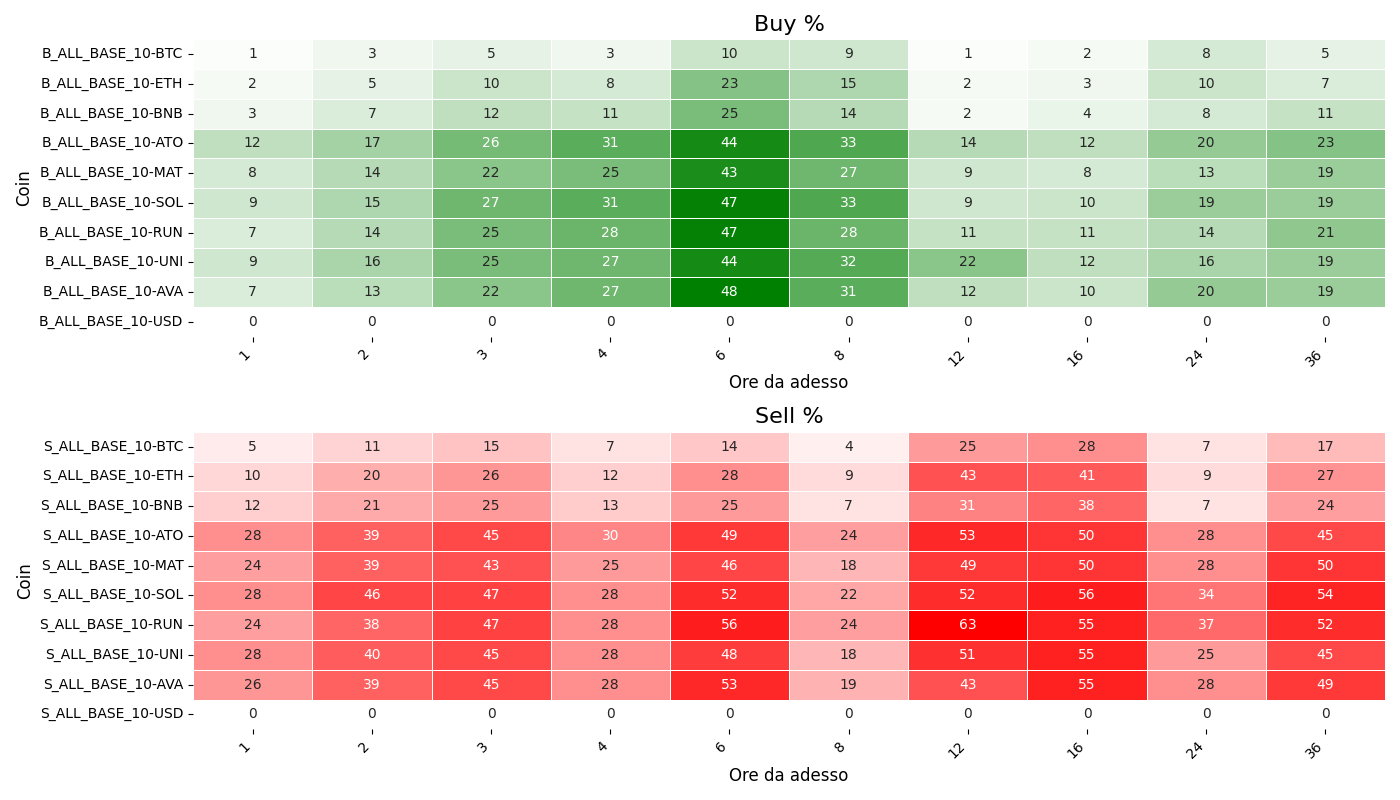 Buy %
Coin
B_ALL_BASE_10-BTC 1 3 5 3 10 9 1 2 8 5
B_ALL_BASE_10-ETH 2 5 10 8 23 15 2 3 10 7
B_ALL_BASE_10-BNB 3 7 12 11 25 14 2 4 8 11
B_ALL_BASE_10-ATO 12 17 26 31 44 33 14 12 20 23
B_ALL_BASE_10-MAT 8 14 22 25 43 27 9 8 13 19
B_ALL_BASE_10-SOL 9 15 27 31 47 33 9 10 19 19
B_ALL_BASE_10-RUN 7 14 25 28 47 28 11 11 14 21
B_ALL_BASE_10-UNI 9 16 25 27 44 32 22 12 16 19
B_ALL_BASE_10-AVA 7 13 22 27 48 31 12 10 20 19
B_ALL_BASE_10-USD 0 0 0 0 0 0 0 0 0 0
1 2 3 4 6 8 12 16 24 36
Ore da adesso
Sell %
Coin
S_ALL_BASE_10-BTC 5 11 15 7 14 4 25 28 7 17
S_ALL_BASE_10-ETH 10 20 26 12 28 9 43 41 9 27
S_ALL_BASE_10-BNB 12 21 25 13 25 7 31 38 7 24
S_ALL_BASE_10-ATO 28 39 45 30 49 24 53 50 28 45
S_ALL_BASE_10-MAT 24 39 43 25 46 18 49 50 28 50
S_ALL_BASE_10-SOL 28 46 47 28 52 22 52 56 34 54
S_ALL_BASE_10-RUN 24 38 47 28 56 24 63 55 37 52
S_ALL_BASE_10-UNI 28 40 45 28 48 18 51 55 25 45
S_ALL_BASE_10-AVA 26 39 45 28 53 19 43 55 28 49
S_ALL_BASE_10-USD 0 0 0 0 0 0 0 0 0 0
1 2 3 4 6 8 12 16 24 36
Ore da adesso